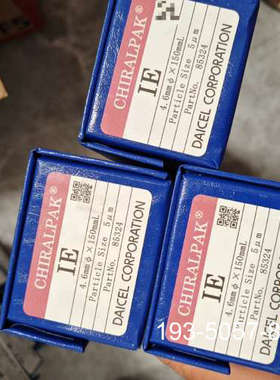 CHIRALPAK®
IE
4.6mmφ×150mmL
Particle Size 5μm
PartNo. 85324
DAICEL CORPORATION
CHIRALPAK®
IE
4.6mmφ×150mmL
Particle Size 5μm
PartNo. 85324
DAICEL CORPORATION
CHIRALPAK®
IE
4.6mmφ×150mmL
Particle Size 5μm
PartNo. 85324
DAICEL CORPORATION